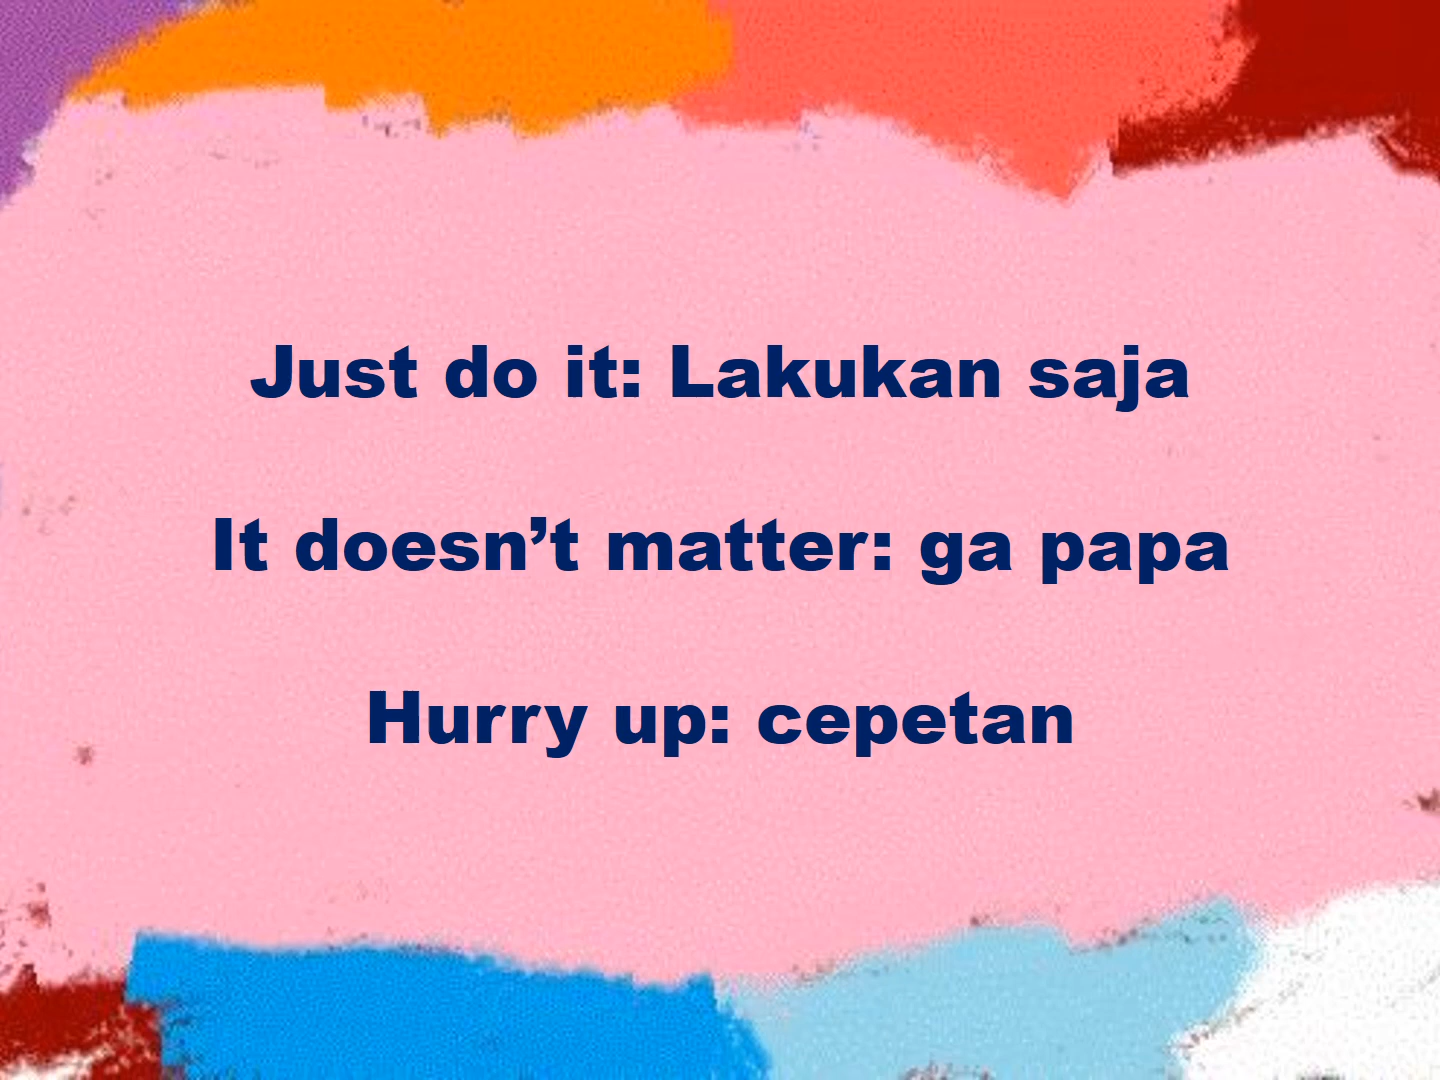 Just do it: Lakukan saja
It doesn’t matter: ga papa
Hurry up: cepetan